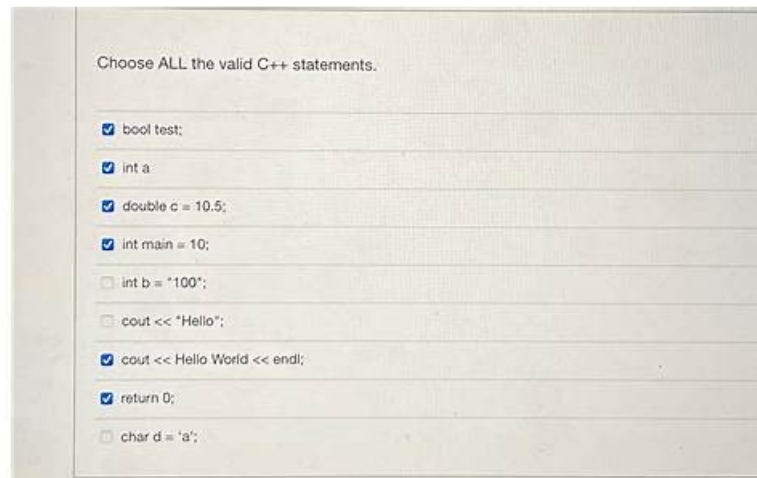 Choose ALL the valid C++ statements.
bool test;
int a
double c = 10.5;
int main = 10;
int b = "100";
cout << "Hello";
cout << Hello World << endl;
return 0;
char d = 'a';